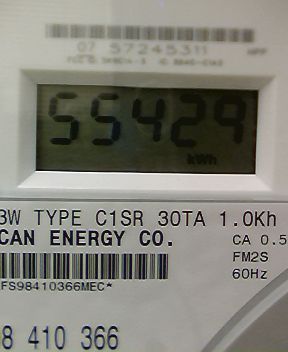 07 57245311
55429
kWh
3W TYPE C1SR 30TA 1.0Kh
CAN ENERGY CO.
CA 0.5
FM2S
60Hz
FS98410366MEC*
8 410 366